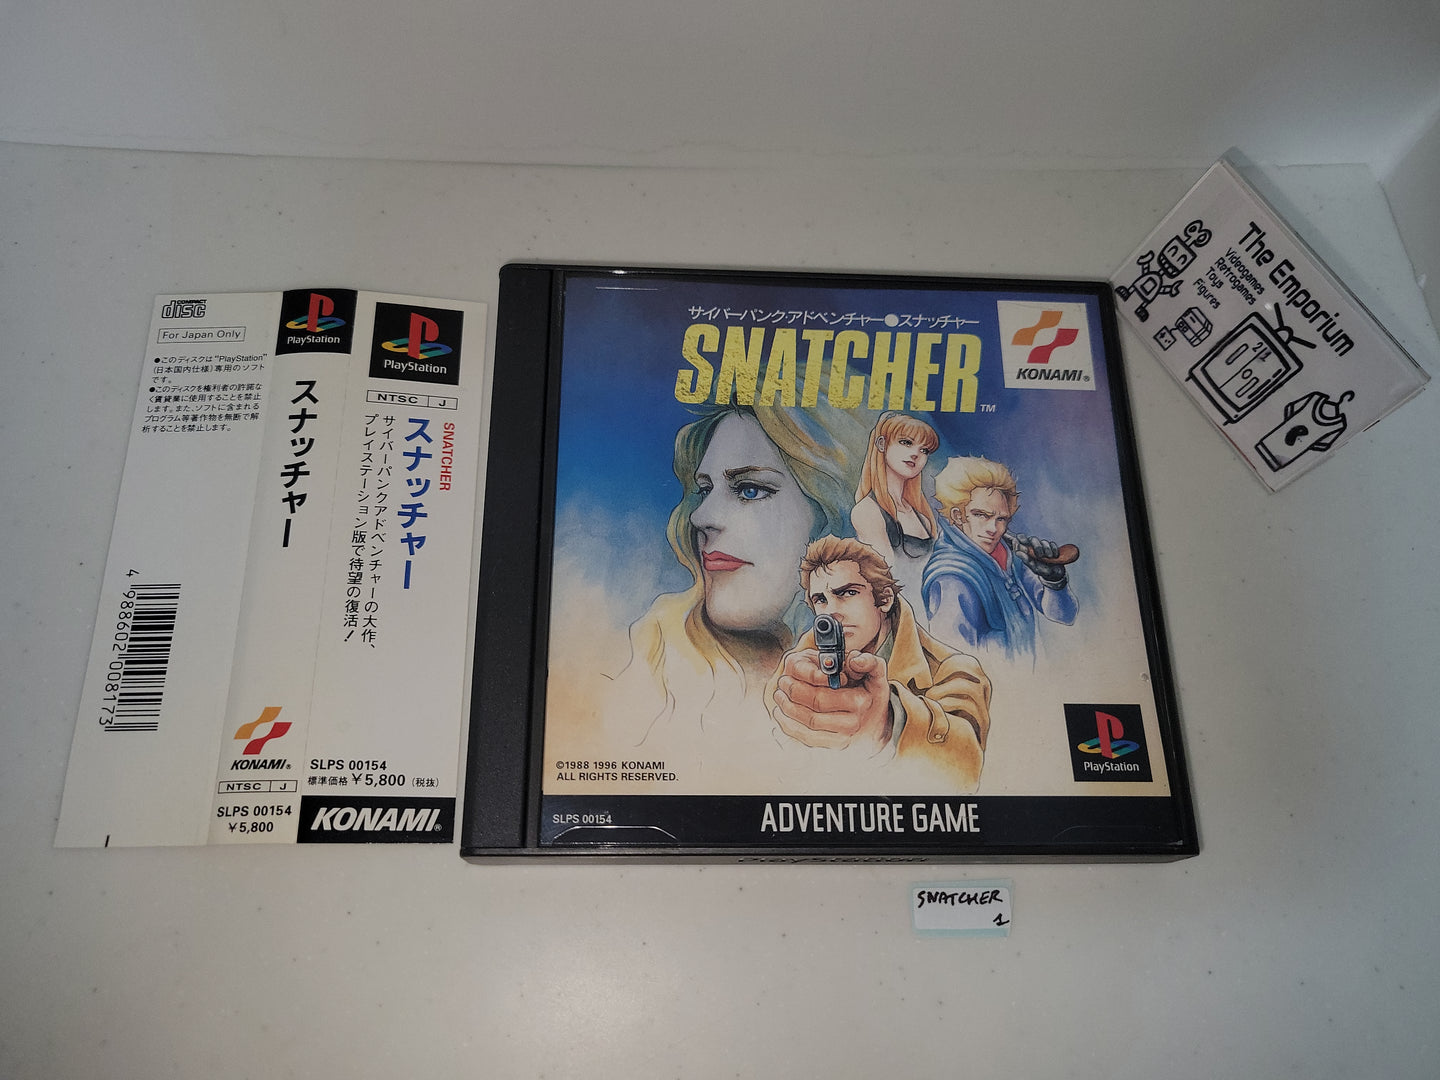 COMPACT
disc
For Japan Only
●このディスクは"PlayStation"
(日本国内仕様)専用のソフト
です。
●このディスクを権利者の許諾な
く賃貸業に使用することを禁止
します。また、ソフトに含まれる
プログラム等著作物を無断で解
析することを禁止します。
4 988602 008173
PlayStation
スナッチャー
KONAMI®
NTSC J
SLPS 00154
¥5,800
PlayStation
NTSC J
SNATCHER
スナッチャー
サイバーパンクアドベンチャーの大作、
プレイステーション版で待望の復活!
SLPS 00154
標準価格 ¥5,800 (税抜)
KONAMI®
サイバーパンク・アドベンチャー●スナッチャー
SNATCHER™
KONAMI®
©1988 1996 KONAMI
ALL RIGHTS RESERVED.
PlayStation
SLPS 00154
ADVENTURE GAME
PlayStation
SNATCHER
1
The Emporium
Videogames
Retrogames
Toys
Figures